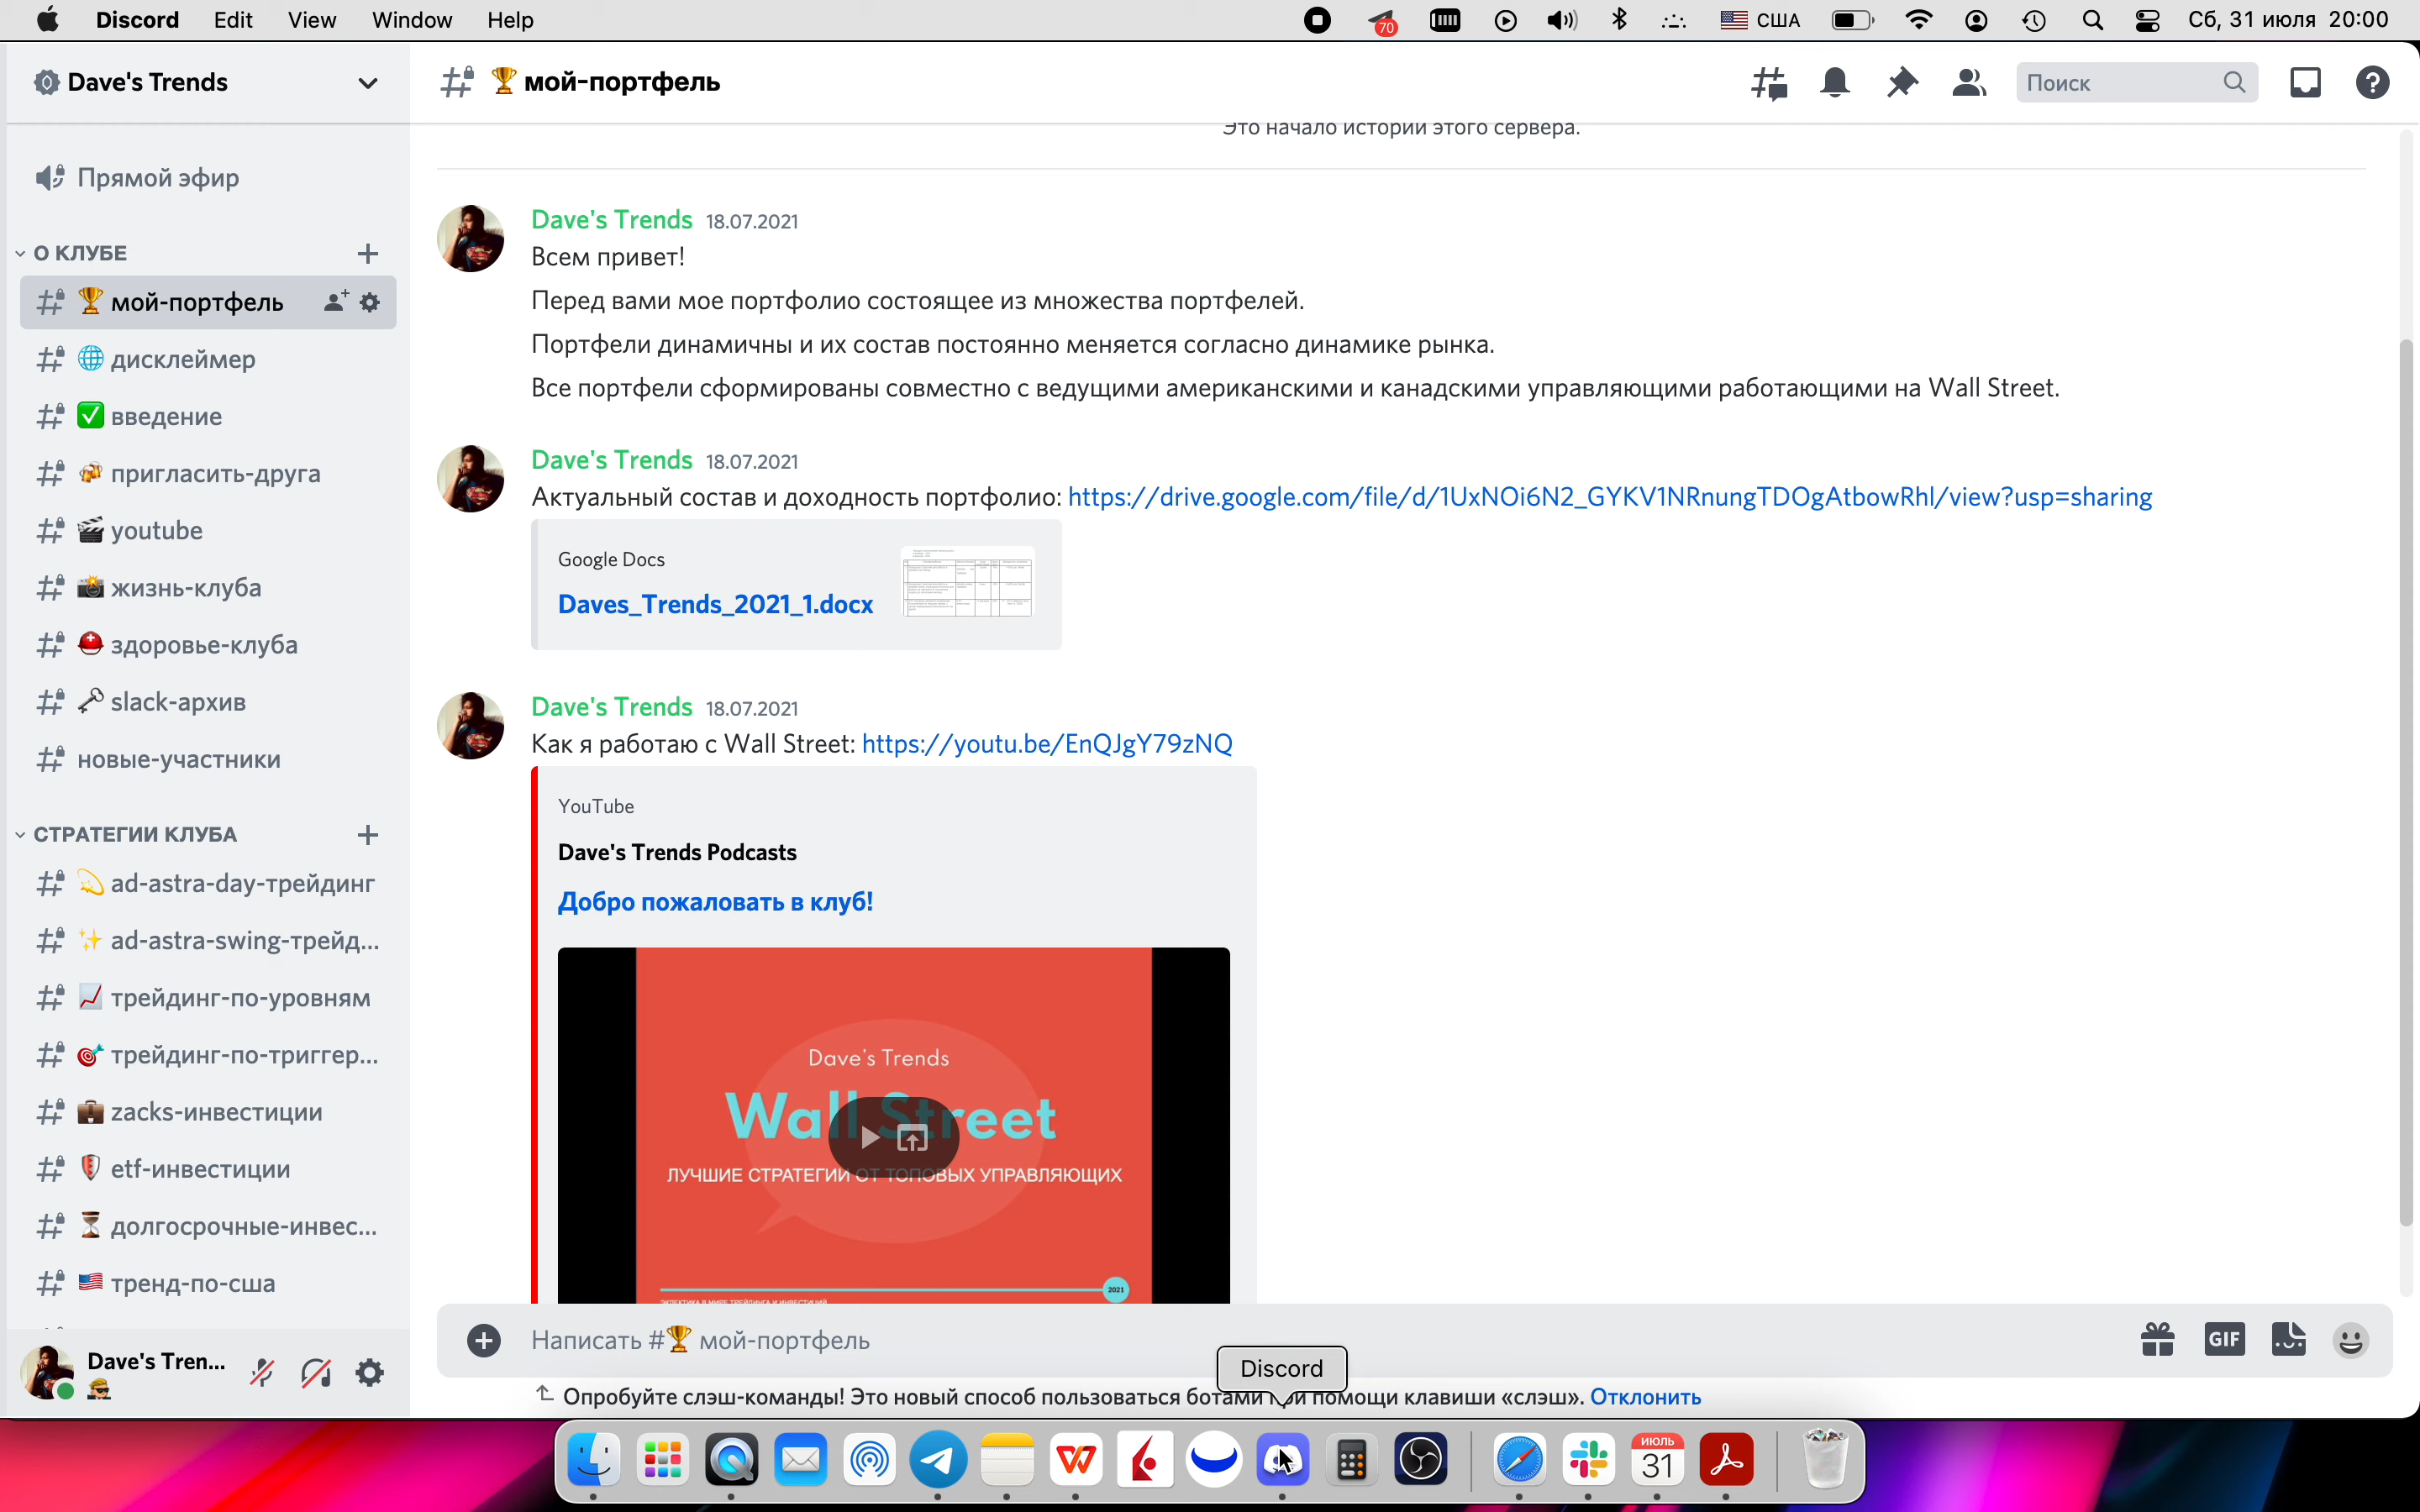 Discord Edit View Window Help
70 США Сб, 31 июля 20:00
Dave's Trends
Прямой эфир
О КЛУБЕ
мой-портфель
дисклеймер
введение
пригласить-друга
youtube
жизнь-клуба
здоровье-клуба
slack-архив
новые-участники
СТРАТЕГИИ КЛУБА
ad-astra-day-трейдинг
ad-astra-swing-трейд...
трейдинг-по-уровням
трейдинг-по-триггер...
zacks-инвестиции
etf-инвестиции
долгосрочные-инвес...
тренд-по-сша
Dave's Tren...
мой-портфель
Поиск
Это начало истории этого сервера.
Dave's Trends 18.07.2021
Всем привет!
Перед вами мое портфолио состоящее из множества портфелей.
Портфели динамичны и их состав постоянно меняется согласно динамике рынка.
Все портфели сформированы совместно с ведущими американскими и канадскими управляющими работающими на Wall Street.
Dave's Trends 18.07.2021
Актуальный состав и доходность портфолио: https://drive.google.com/file/d/1UxNOi6N2_GYKV1NRnungTDOgAtbowRhl/view?usp=sharing
Google Docs
Daves_Trends_2021_1.docx
Dave's Trends 18.07.2021
Как я работаю с Wall Street: https://youtu.be/EnQJgY79zNQ
YouTube
Dave's Trends Podcasts
Добро пожаловать в клуб!
Dave's Trends
Wall Street
ЛУЧШИЕ СТРАТЕГИИ ОТ ТОПОВЫХ УПРАВЛЯЮЩИХ
2021
Написать #🏆 мой-портфель
GIF
Discord
Опробуйте слэш-команды! Это новый способ пользоваться ботами при помощи клавиши «слэш». Отклонить
ИЮЛЬ
31